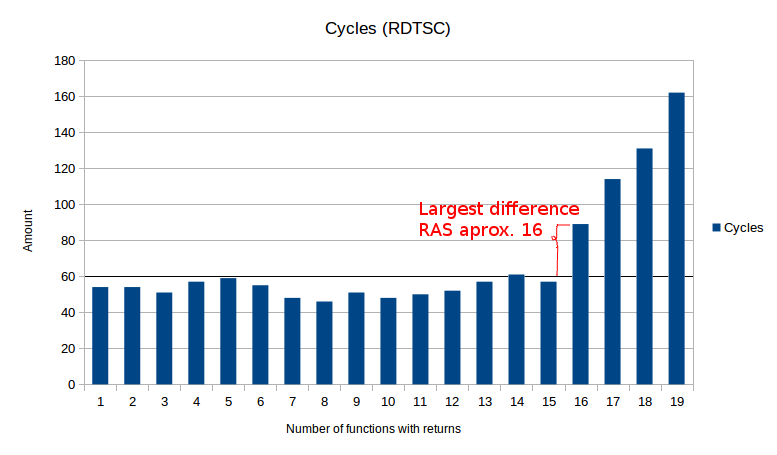 Cycles (RDTSC)
180
160
140
120
100
80
60
40
20
0
Amount
Largest difference
RAS aprox. 16
Cycles
1 2 3 4 5 6 7 8 9 10 11 12 13 14 15 16 17 18 19
Number of functions with returns